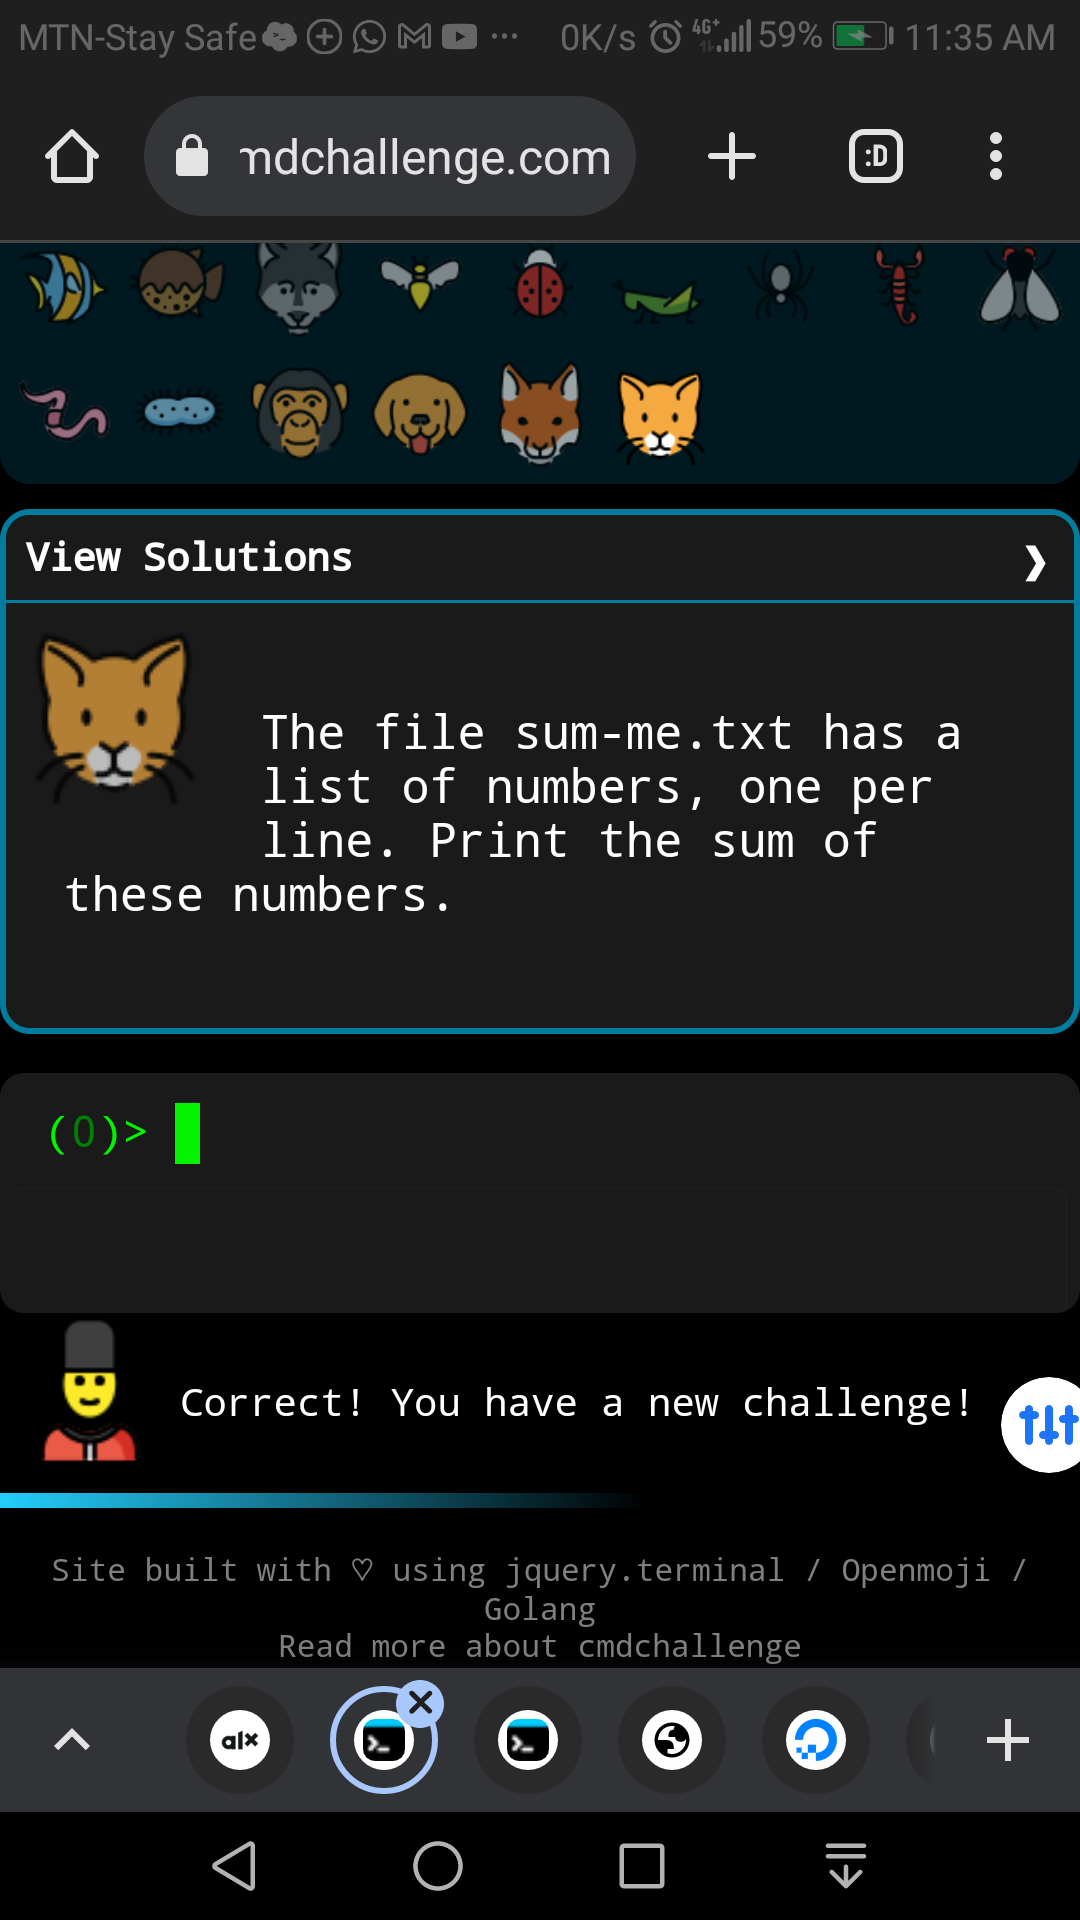 MTN-Stay Safe ... 0K/s 4G+ 59% 11:35 AM
mdchallenge.com :D
View Solutions ❯
The file sum-me.txt has a
list of numbers, one per
line. Print the sum of
these numbers.
(0)>
Correct! You have a new challenge!
Site built with ♡ using jquery.terminal / Openmoji /
Golang
Read more about cmdchallenge
alx >_ >_